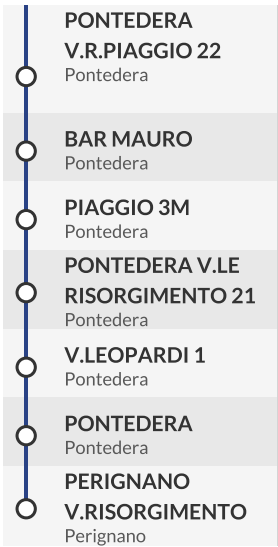 PONTEDERA
V.R.PIAGGIO 22
Pontedera
BAR MAURO
Pontedera
PIAGGIO 3M
Pontedera
PONTEDERA V.LE
RISORGIMENTO 21
Pontedera
V.LEOPARDI 1
Pontedera
PONTEDERA
Pontedera
PERIGNANO
V.RISORGIMENTO
Perignano